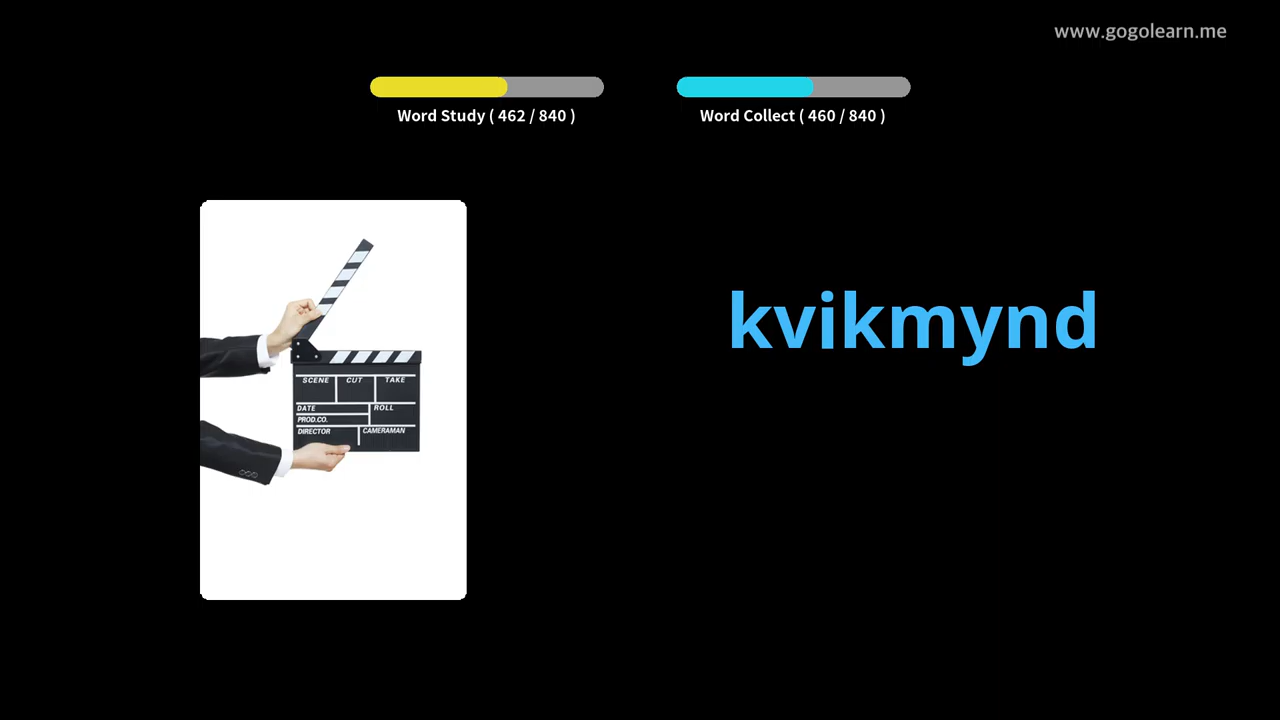 www.gogolearn.me
Word Study ( 462 / 840 )
Word Collect ( 460 / 840 )
kvikmynd
SCENE CUT TAKE
DATE ROLL
PROD.CO.
DIRECTOR CAMERAMAN